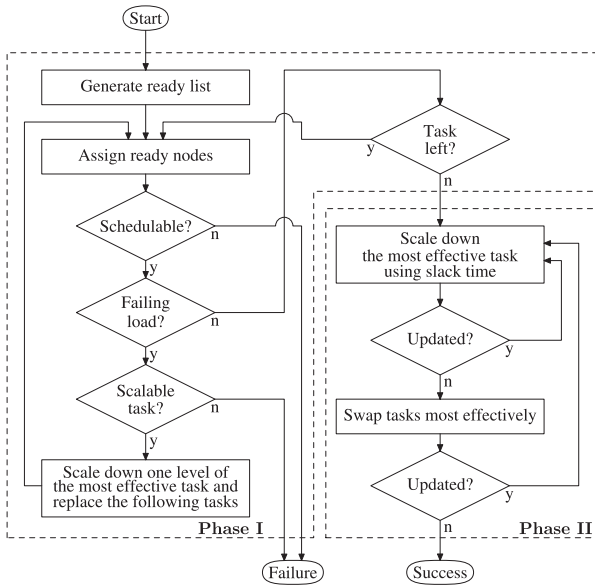 Start
Generate ready list
Assign ready nodes
Schedulable?
n
y
Failing
load?
n
y
Scalable
task?
n
y
Scale down one level of
the most effective task and
replace the following tasks
Phase I
Failure
Task
left?
y
n
Scale down
the most effective task
using slack time
Updated?
y
n
Swap tasks most effectively
Updated?
y
n
Phase II
Success